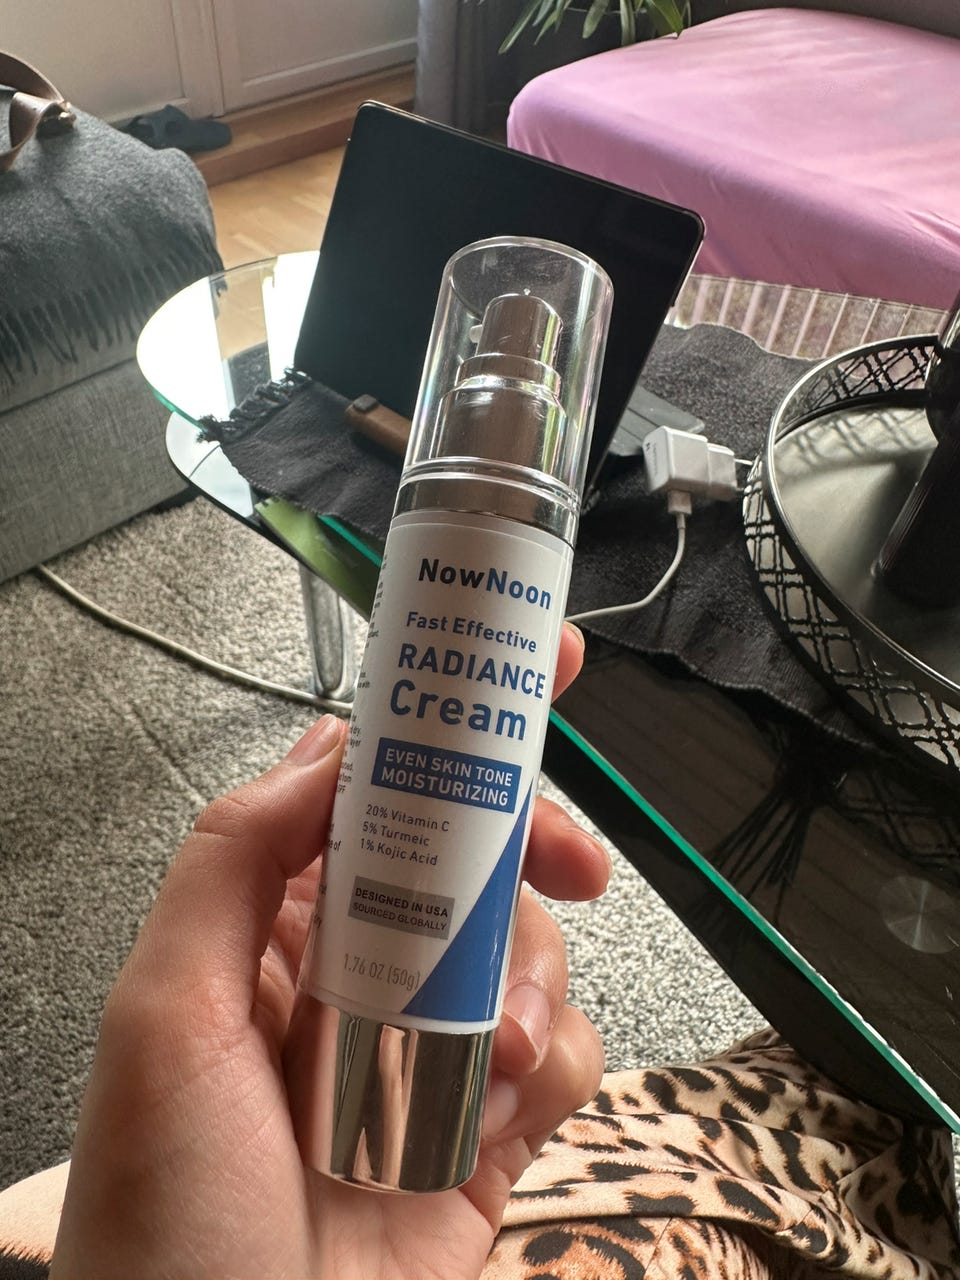 NowNoon
Fast Effective
RADIANCE
Cream
EVEN SKIN TONE
MOISTURIZING
20% Vitamin C
5% Turmeic
1% Kojic Acid
DESIGNED IN USA
SOURCED GLOBALLY
1.76 OZ (50g)